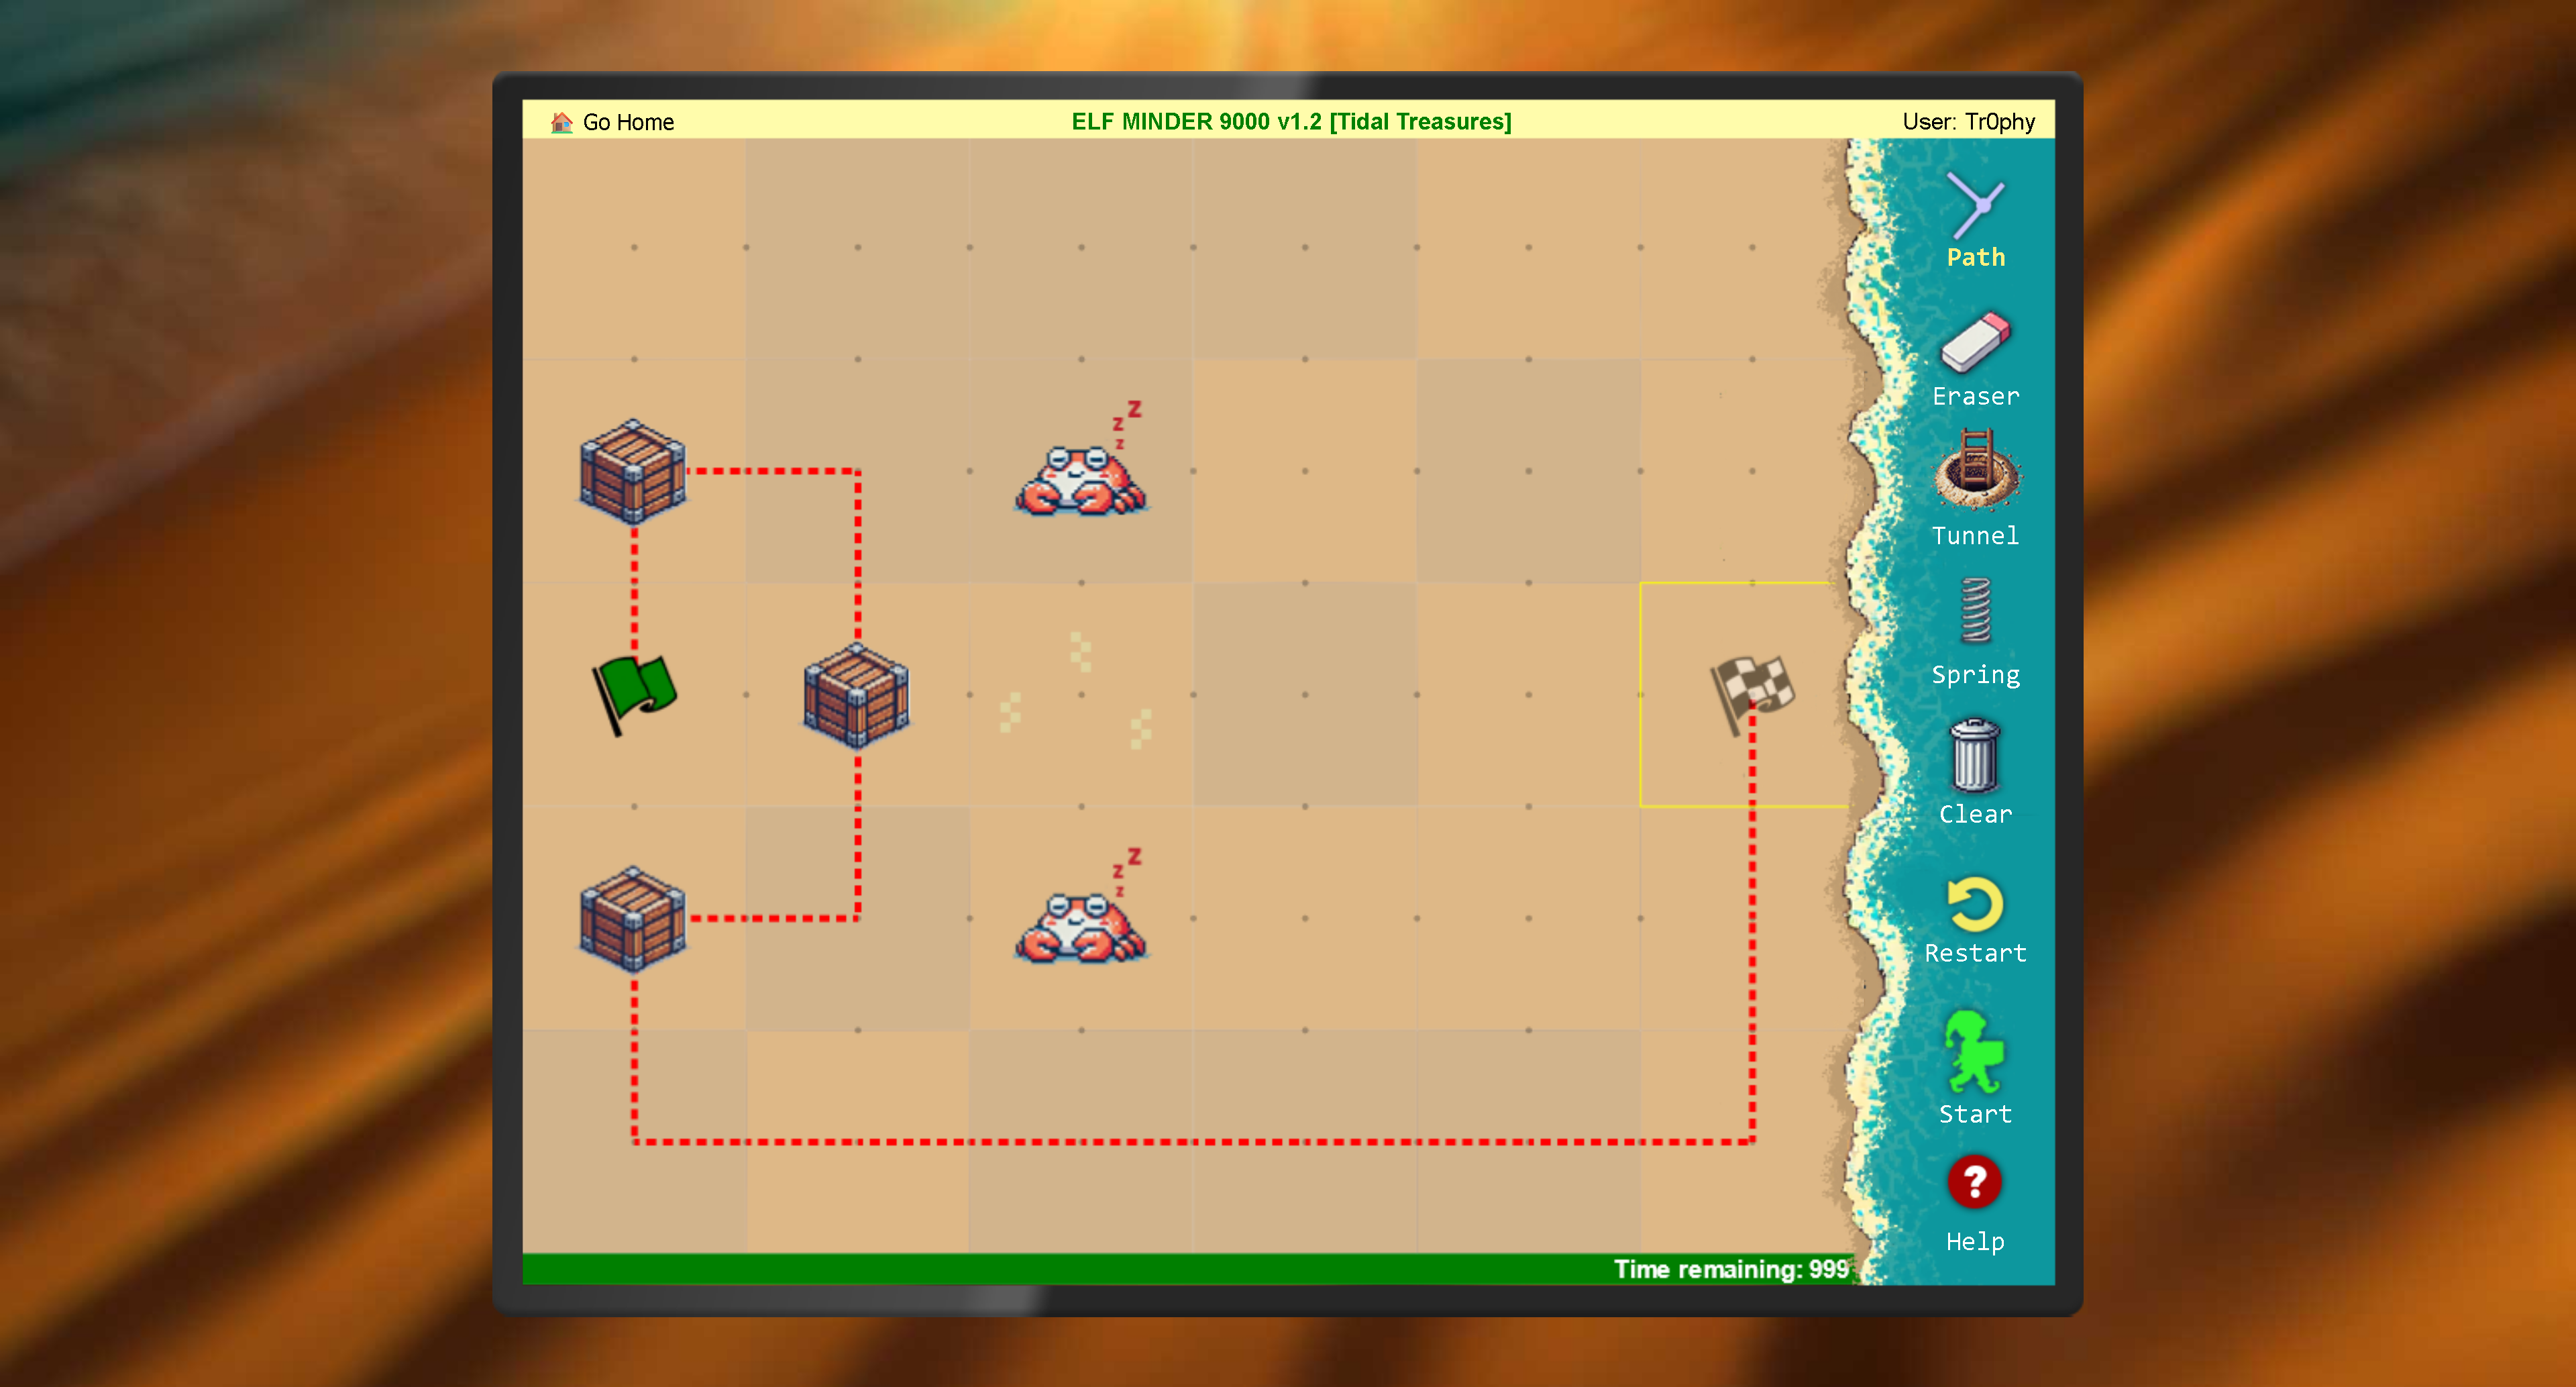 Go Home
ELF MINDER 9000 v1.2 [Tidal Treasures]
User: Tr0phy
Path
Eraser
z
z
z
Tunnel
Spring
Clear
z
z
z
Restart
Start
?
Help
Time remaining: 999